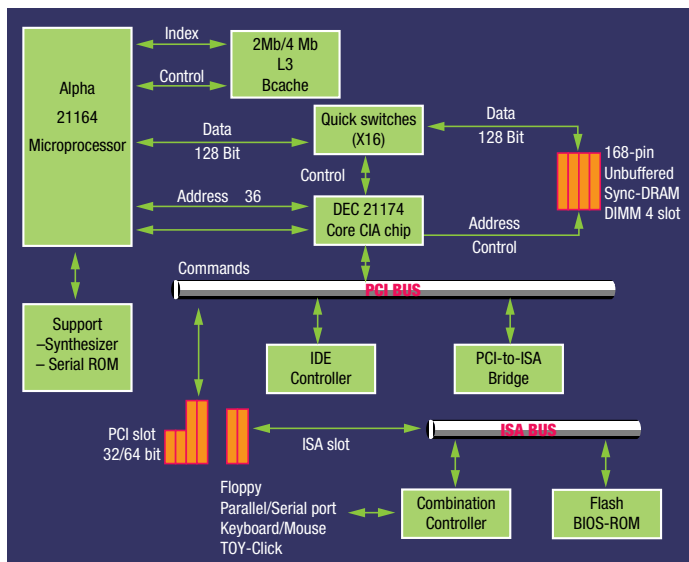 Alpha
21164
Microprocessor
Index
Control
2Mb/4 Mb
L3
Bcache
Data
128 Bit
Quick switches
(X16)
Data
128 Bit
168-pin
Unbuffered
Sync-DRAM
DIMM 4 slot
Control
Address 36
DEC 21174
Core CIA chip
Address
Control
Commands
PCI BUS
Support
–Synthesizer
– Serial ROM
IDE
Controller
PCI-to-ISA
Bridge
PCI slot
32/64 bit
ISA slot
ISA BUS
Floppy
Parallel/Serial port
Keyboard/Mouse
TOY-Click
Combination
Controller
Flash
BIOS-ROM